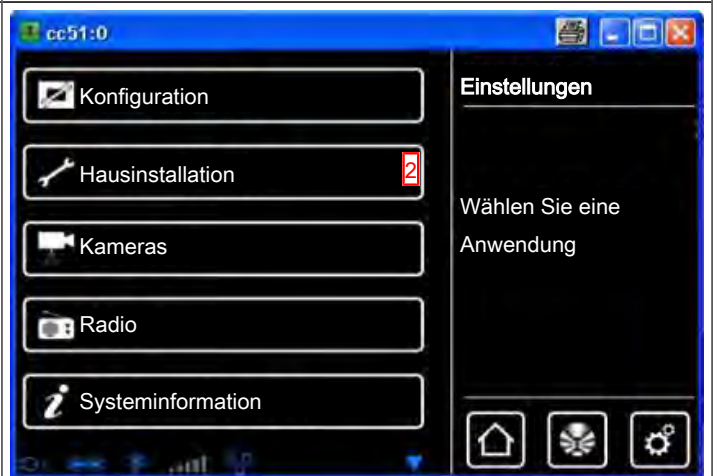 cc51:0
Konfiguration
Hausinstallation 2
Kameras
Radio
Systeminformation
Einstellungen
Wählen Sie eine
Anwendung